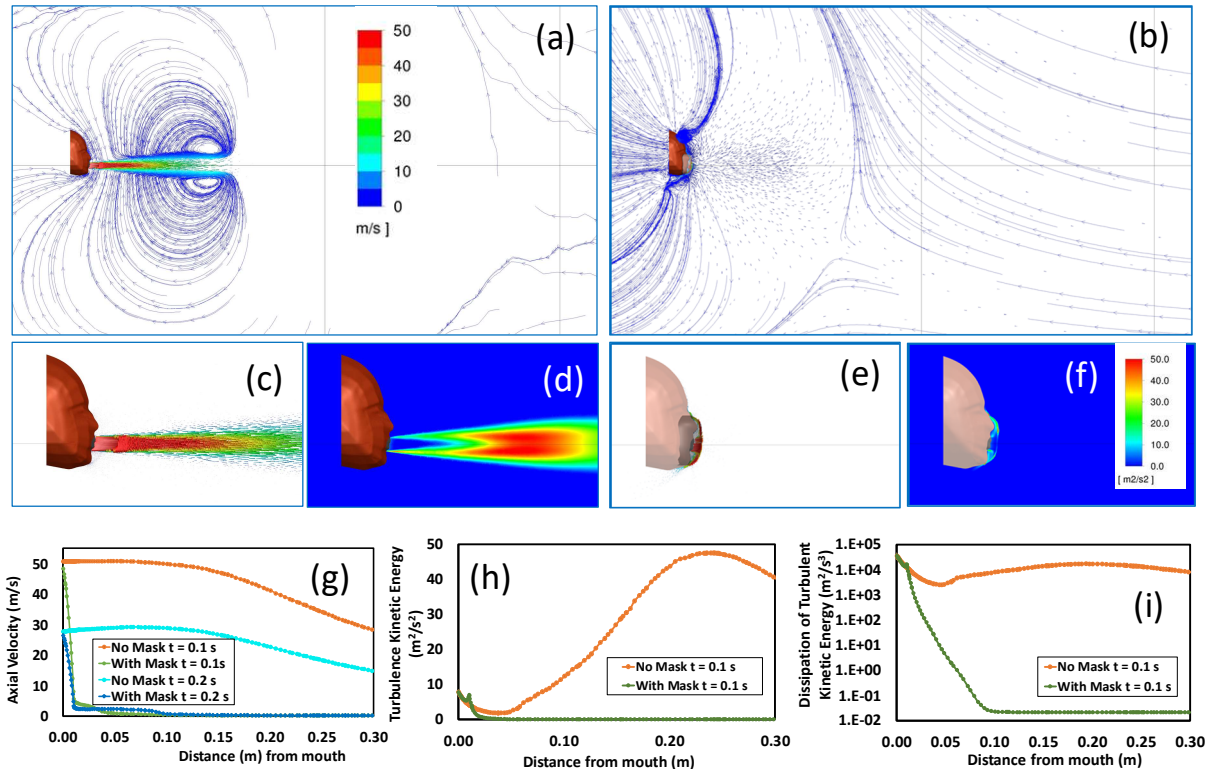 (a)
50
40
30
20
10
0
m/s ]
(b)
(c)
(d)
(e)
(f)
50.0
40.0
30.0
20.0
10.0
0.0
[ m2/s2 ]
(g)
Axial Velocity (m/s)
50
40
30
20
10
0
No Mask t = 0.1 s
With Mask t = 0.1s
No Mask t = 0.2 s
With Mask t = 0.2 s
0.00 0.05 0.10 0.15 0.20 0.25 0.30
Distance (m) from mouth
(h)
Turbulence Kinetic Energy
(m²/s²)
50
40
30
20
10
0
No Mask t = 0.1 s
With Mask t = 0.1 s
0.00 0.10 0.20 0.30
Distance from mouth (m)
(i)
Dissipation of Turbulent
Kinetic Energy (m²/s³)
1.E+05
1.E+04
1.E+03
1.E+02
1.E+01
1.E+00
1.E-01
1.E-02
No Mask t = 0.1 s
With Mask t = 0.1 s
0.00 0.05 0.10 0.15 0.20 0.25 0.30
Distance from mouth (m)